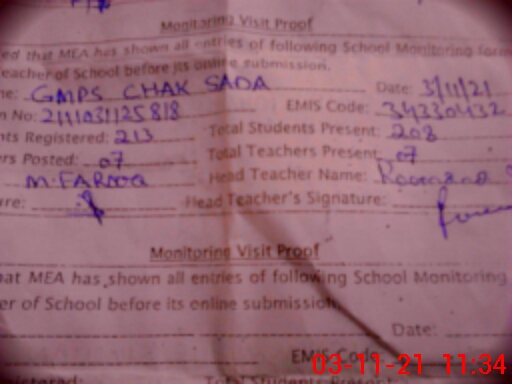 Monitoring Visit Proof
ed that MEA has shown all entries of following School Monitoring form
eacher of School before its online submission.
me: GMPS CHAK SADA Date: 3/11/21
n No: EMIS Code: 34330432
nts Registered: 213 Total Students Present: 208
ers Posted: 07 Total Teachers Present: 07
M. FAROOQ Head Teacher Name:
ure: Head Teacher's Signature:
Monitoring Visit Proof
hat MEA has shown all entries of following School Monitoring
er of School before its online submission.
Date:
EMIS Code:
03-11-21 11:34
istered: Total Students Present: